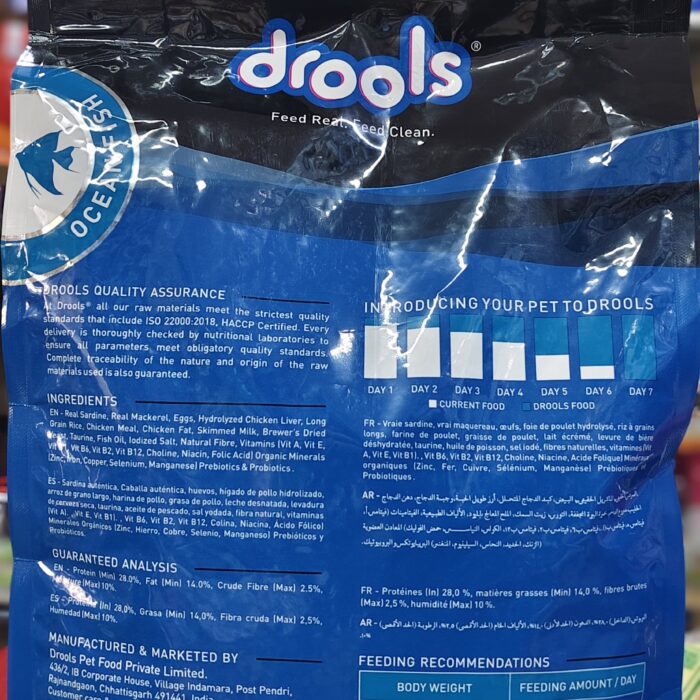 drools®
Feed Real. Feed Clean.
OCEAN FISH
DROOLS QUALITY ASSURANCE
At Drools® all our raw materials meet the strictest quality
standards that include ISO 22000:2018, HACCP Certified. Every
delivery is thoroughly checked by nutritional laboratories to
ensure all parameters meet obligatory quality standards.
Complete traceability of the nature and origin of the raw
materials used is also guaranteed.
INGREDIENTS
EN - Real Sardine, Real Mackerel, Eggs, Hydrolyzed Chicken Liver, Long
Grain Rice, Chicken Meal, Chicken Fat, Skimmed Milk, Brewer's Dried
Taurine, Fish Oil, Iodized Salt, Natural Fibre, Vitamins (Vit A, Vit E,
Vit B6, Vit B2, Vit B12, Choline, Niacin, Folic Acid) Organic Minerals
(Zinc, Iron, Copper, Selenium, Manganese) Prebiotics & Probiotics.
ES - Sardina auténtica, Caballa auténtica, huevos, hígado de pollo hidrolizado,
arroz de grano largo, harina de pollo, grasa de pollo, leche desnatada, levadura
de cerveza seca, taurina, aceite de pescado, sal yodada, fibra natural, vitaminas
(Vit A), Vit E, Vit B1), Vit B6, Vit B2, Vit B12, Colina, Niacina, Ácido Fólico)
Minerales Orgánicos (Zinc, Hierro, Cobre, Selenio, Manganeso) Prebióticos y
Probióticos.
GUARANTEED ANALYSIS
EN - Protein (Min) 28.0%, Fat (Min) 14.0%, Crude Fibre (Max) 2.5%,
(Max) 10%.
ES - (In) 28,0%, Grasa (Min) 14,0%, Fibra cruda (Max) 2,5%,
Humedad (Max) 10%.
MANUFACTURED & MARKETED BY
Drools Pet Food Private Limited.
436/2, IB Corporate House, Village Indamara, Post Pendri,
Rajnandgaon, Chhattisgarh 491441, India
Customer care
INTRODUCING YOUR PET TO DROOLS
DAY 1 DAY 2 DAY 3 DAY 4 DAY 5 DAY 6 DAY 7
CURRENT FOOD DROOLS FOOD
FR - Vraie sardine, vrai maquereau, œufs, foie de poulet hydrolysé, riz à grains
longs, farine de poulet, graisse de poulet, lait écrémé, levure de bière
déshydratée, taurine, huile de poisson, sel iodé, fibres naturelles, vitamines (Vit
A, Vit E, Vit B1), Vit B6, Vit B2, Vit B12, Choline, Niacine, Acide Folique) Minéraux
organiques (Zinc, Fer, Cuivre, Sélénium, Manganèse) Prébiotiques
Probiotiques.
AR -
FR - Protéines (In) 28,0 %, matières grasses (Min) 14,0 %, fibres brutes
(Max) 2,5 %, humidité (Max) 10 %.
AR -
FEEDING RECOMMENDATIONS
BODY WEIGHT FEEDING AMOUNT / DAY